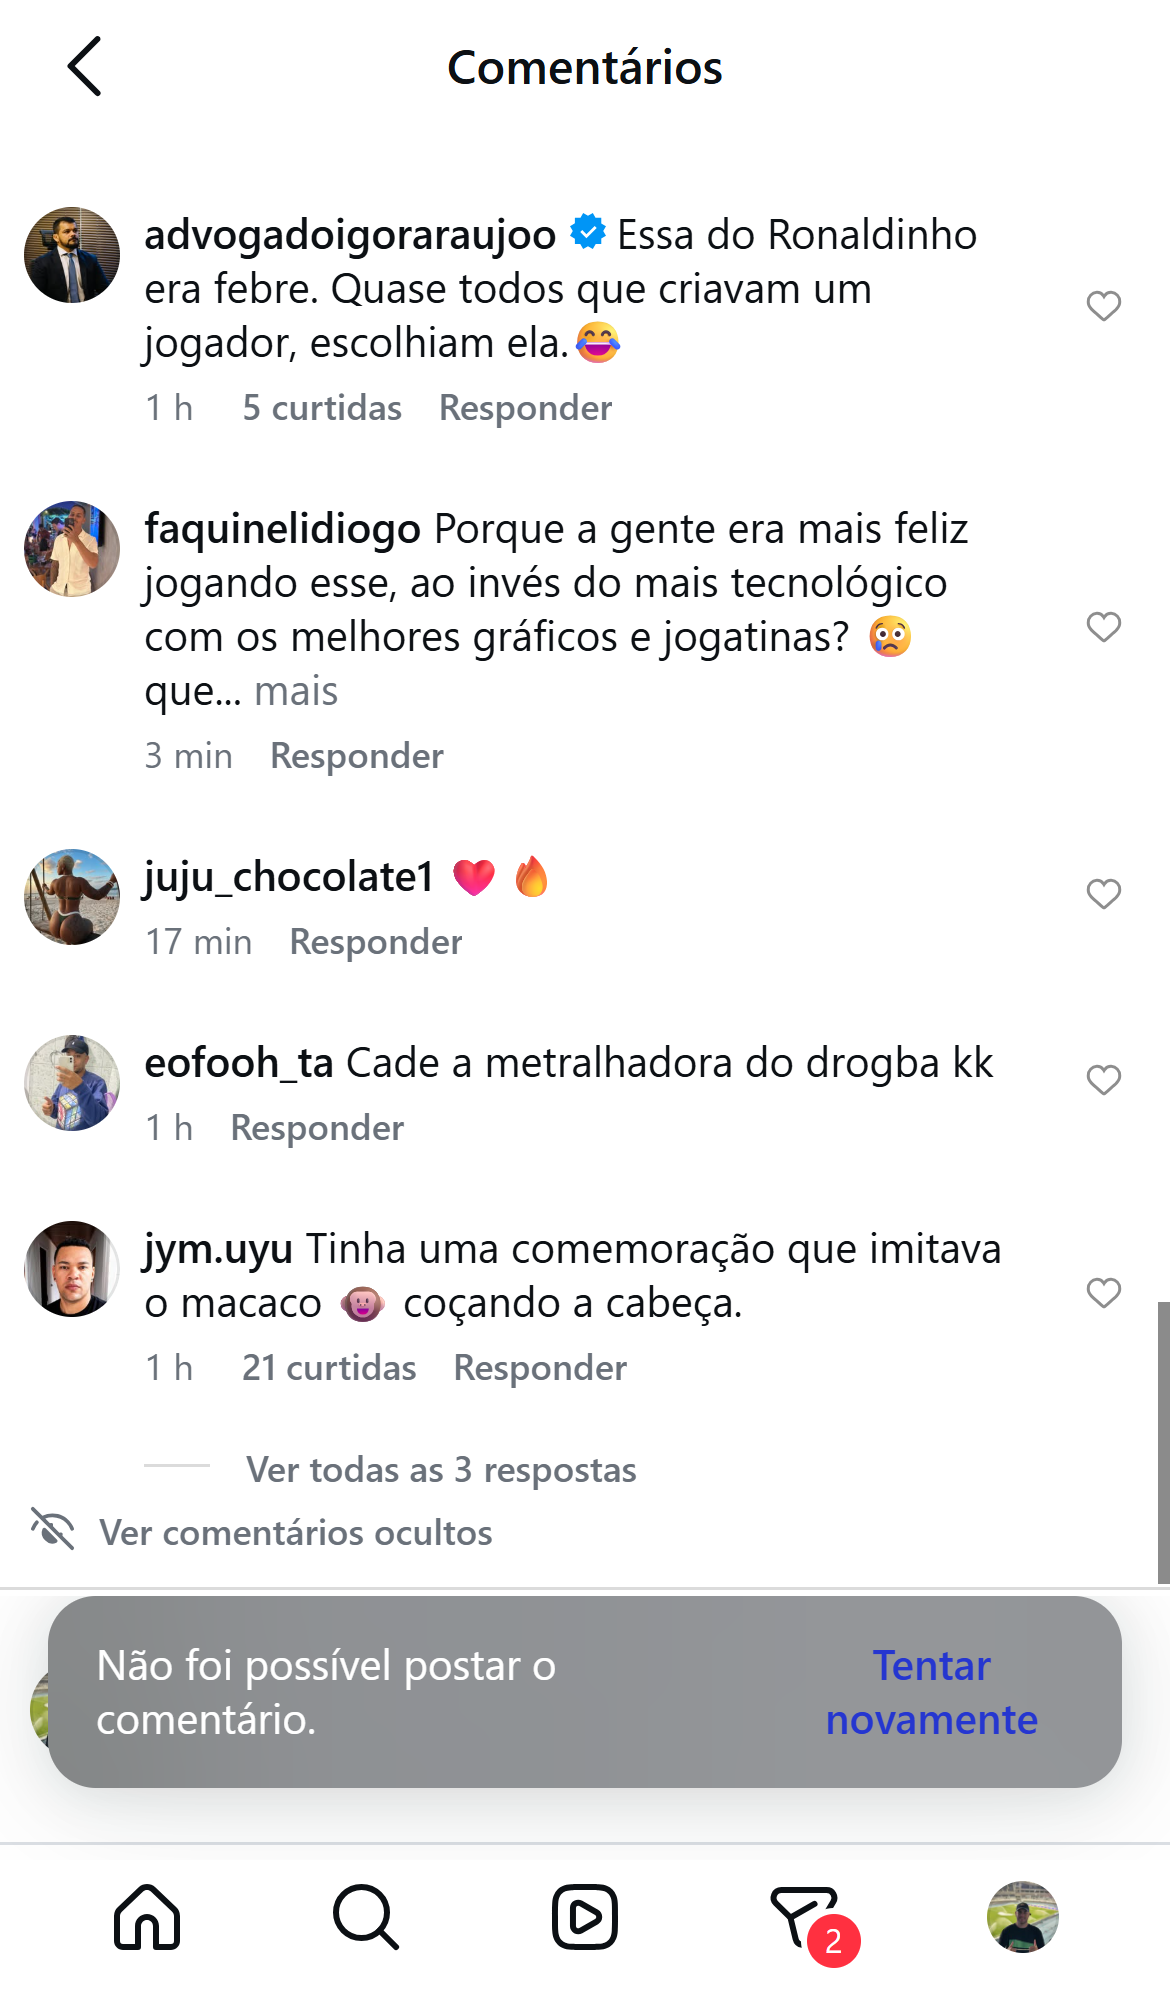 Comentários
advogadoigoraraujoo Essa do Ronaldinho
era febre. Quase todos que criavam um
jogador, escolhiam ela.😂
1 h 5 curtidas Responder
faquinelidiogo Porque a gente era mais feliz
jogando esse, ao invés do mais tecnológico
com os melhores gráficos e jogatinas? 😢
que... mais
3 min Responder
juju_chocolate1 ❤️ 🔥
17 min Responder
eofooh_ta Cade a metralhadora do drogba kk
1 h Responder
jym.uyu Tinha uma comemoração que imitava
o macaco 🐵 coçando a cabeça.
1 h 21 curtidas Responder
Ver todas as 3 respostas
Ver comentários ocultos
Não foi possível postar o
comentário.
Tentar
novamente
2